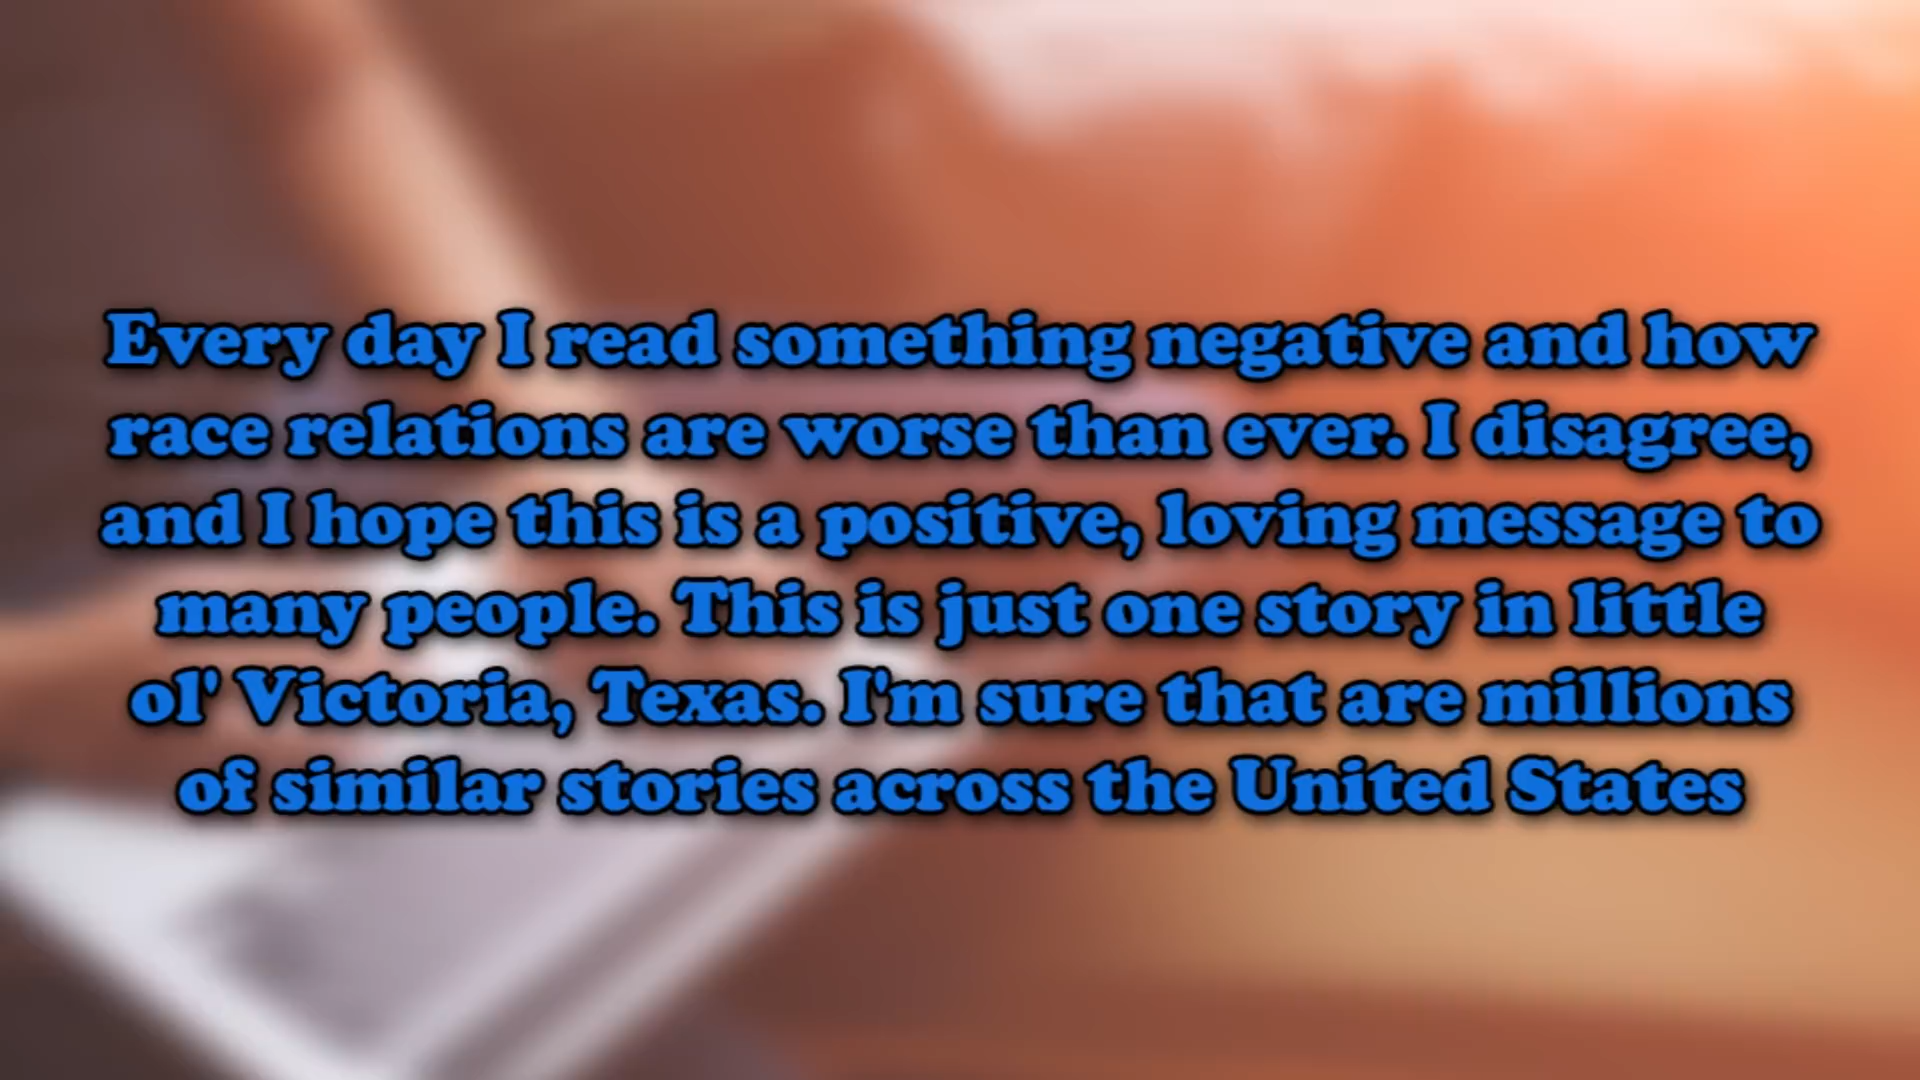 Every day I read something negative and how
race relations are worse than ever. I disagree,
and I hope this is a positive, loving message to
many people. This is just one story in little
ol' Victoria, Texas. I'm sure that are millions
of similar stories across the United States